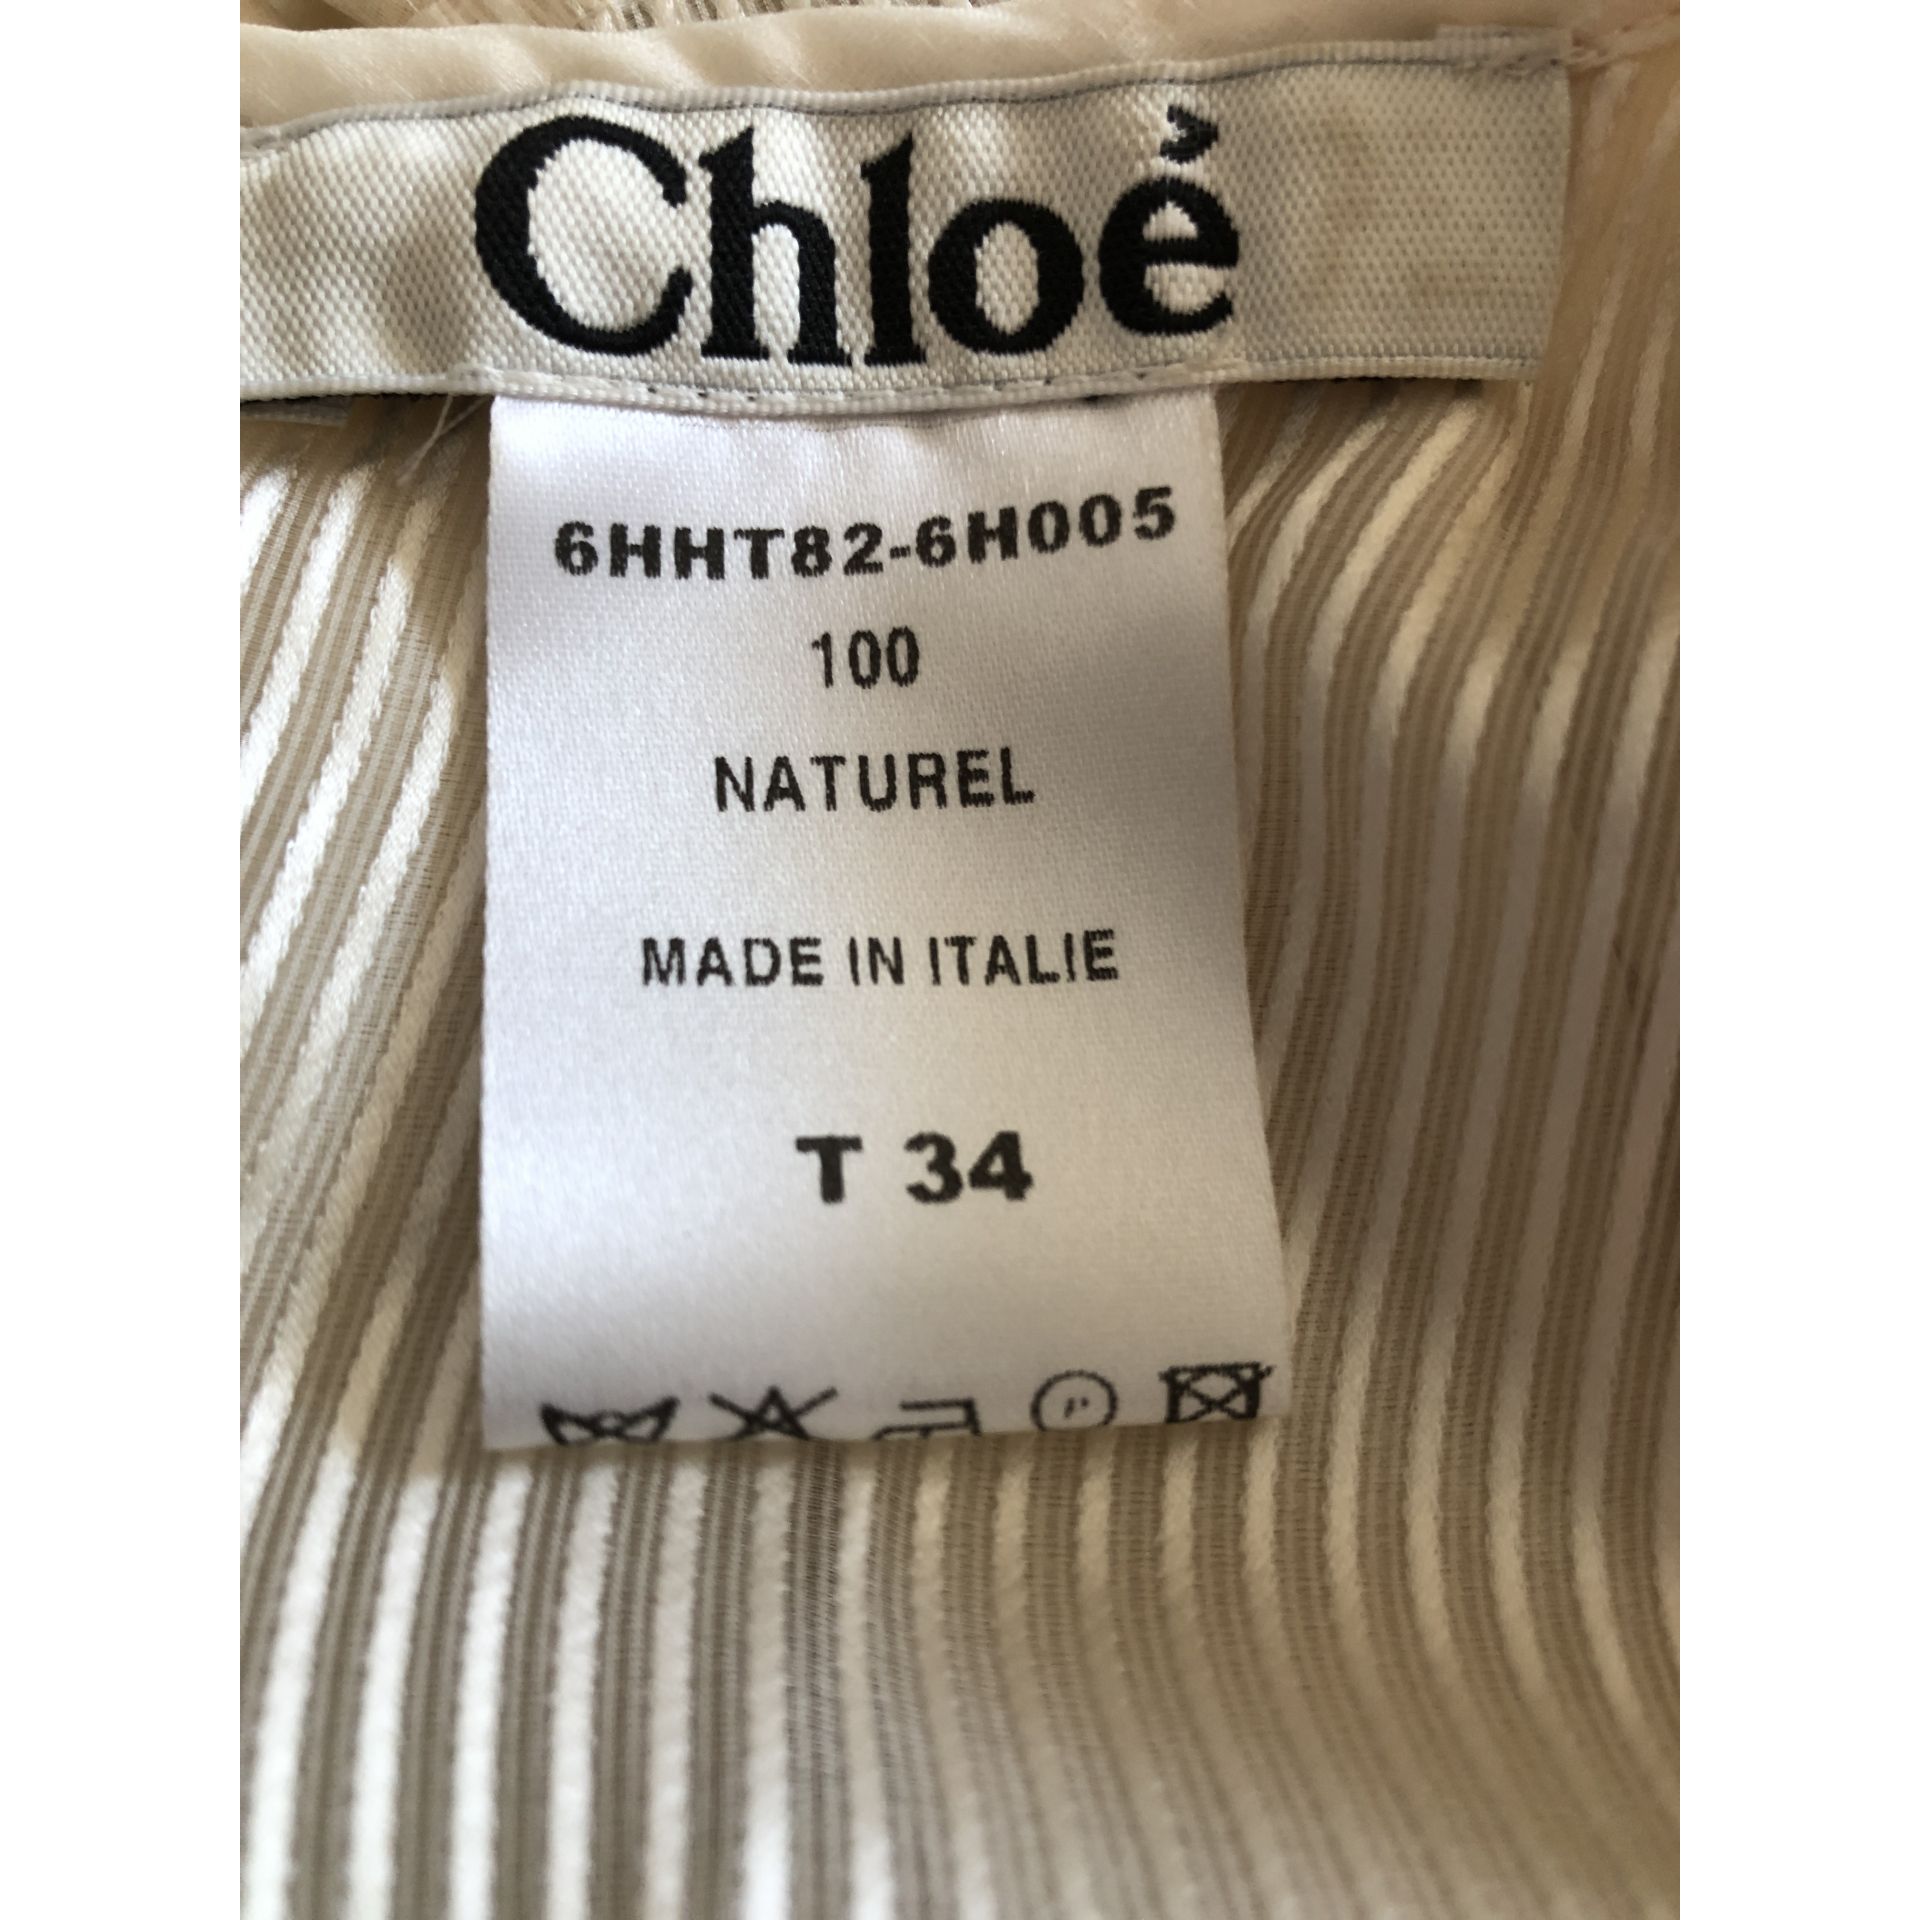 Chloé
6HHT82-6H005
100
NATUREL
MADE IN ITALIE
T 34